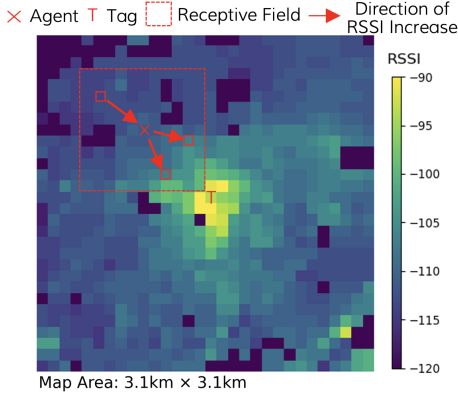 × Agent T Tag Receptive Field Direction of
RSSI Increase
RSSI
-90
-95
-100
-105
-110
-115
-120
T
Map Area: 3.1km × 3.1km